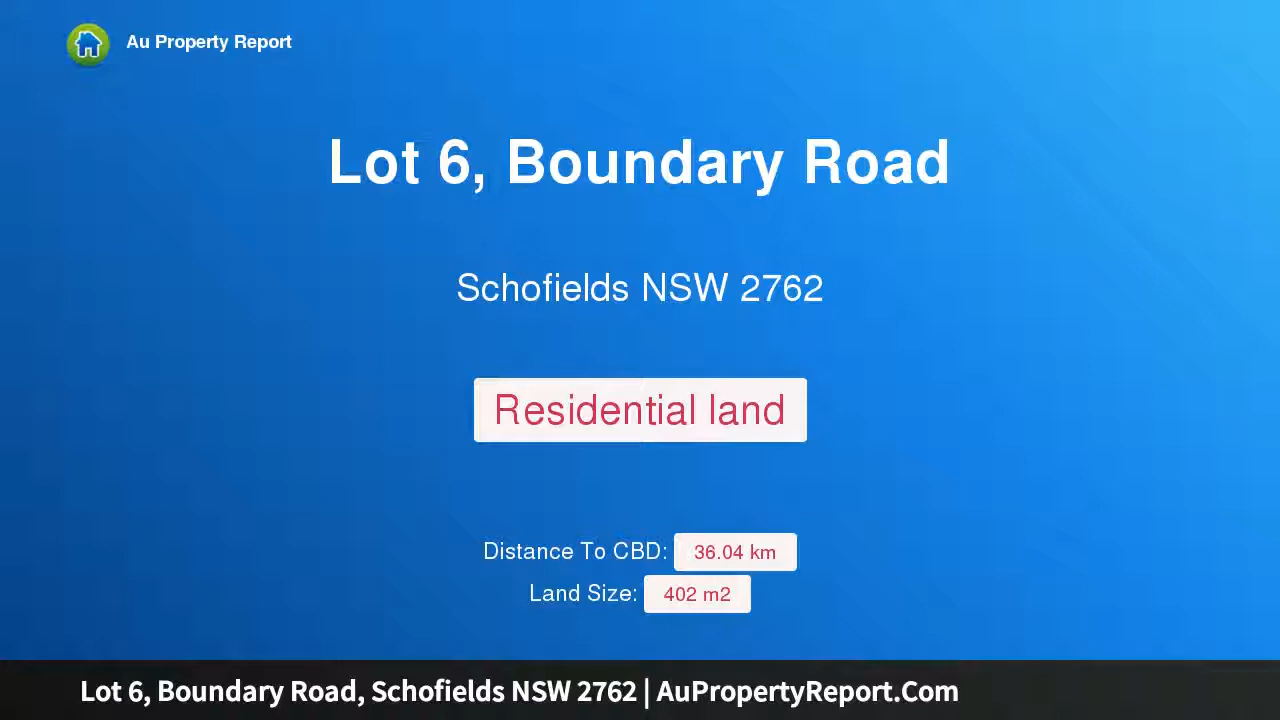 Au Property Report
Lot 6, Boundary Road
Schofields NSW 2762
Residential land
Distance To CBD: 36.04 km
Land Size: 402 m2
Lot 6, Boundary Road, Schofields NSW 2762 | AuPropertyReport.Com